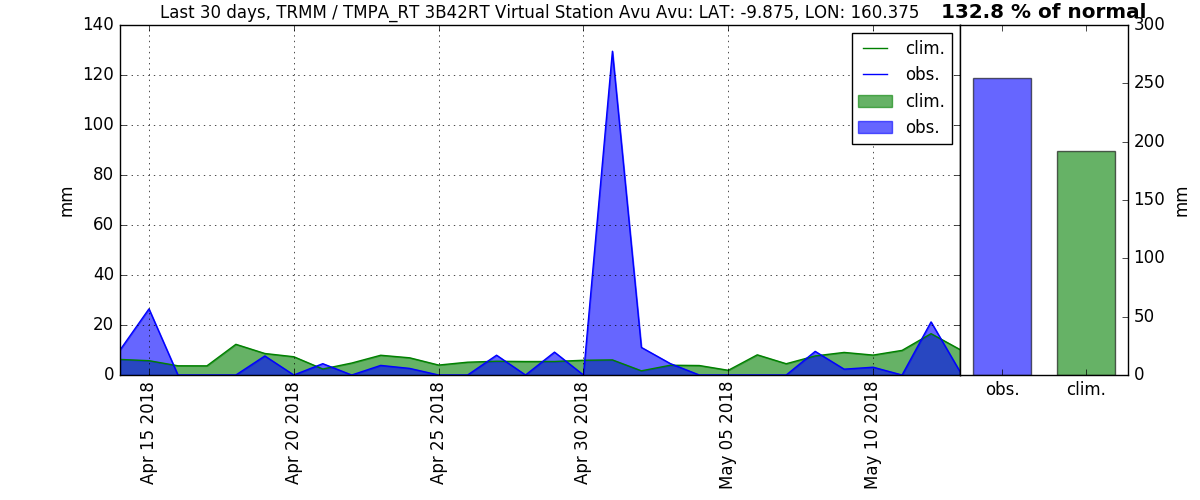 Last 30 days, TRMM / TMPA_RT 3B42RT Virtual Station Avu Avu: LAT: -9.875, LON: 160.375
132.8 % of normal
140
120
100
80
60
40
20
0
mm
clim.
obs.
clim.
obs.
Apr 15 2018
Apr 20 2018
Apr 25 2018
Apr 30 2018
May 05 2018
May 10 2018
300
250
200
150
100
50
0
mm
obs.
clim.